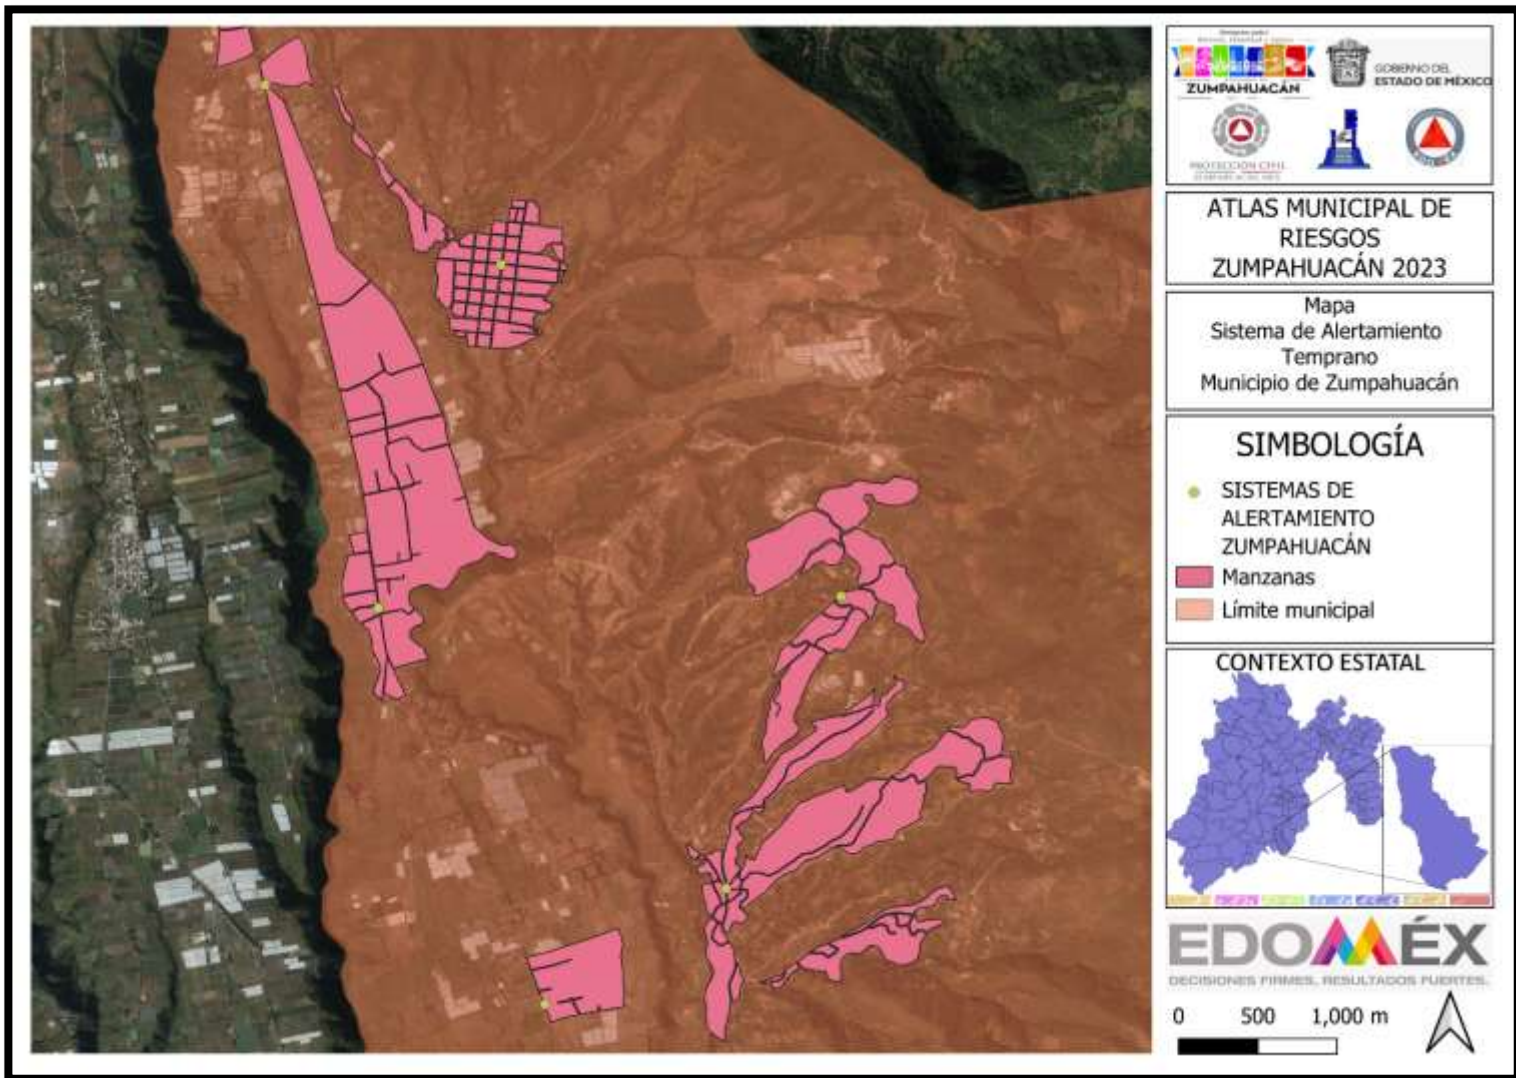 ZUMPAHUACÁN
GOBIERNO DEL
ESTADO DE MÉXICO
PROTECCIÓN CIVIL
ATLAS MUNICIPAL DE
RIESGOS
ZUMPAHUACÁN 2023
Mapa
Sistema de Alertamiento
Temprano
Municipio de Zumpahuacán
SIMBOLOGÍA
SISTEMAS DE
ALERTAMIENTO
ZUMPAHUACÁN
Manzanas
Límite municipal
CONTEXTO ESTATAL
EDOMÉX
DECISIONES FIRMES, RESULTADOS FUERTES.
0 500 1,000 m